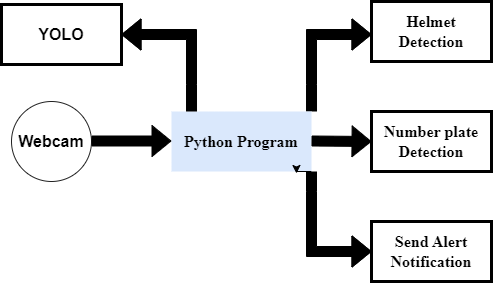 YOLO
Helmet
Detection
Webcam
Python Program
Number plate
Detection
Send Alert
Notification